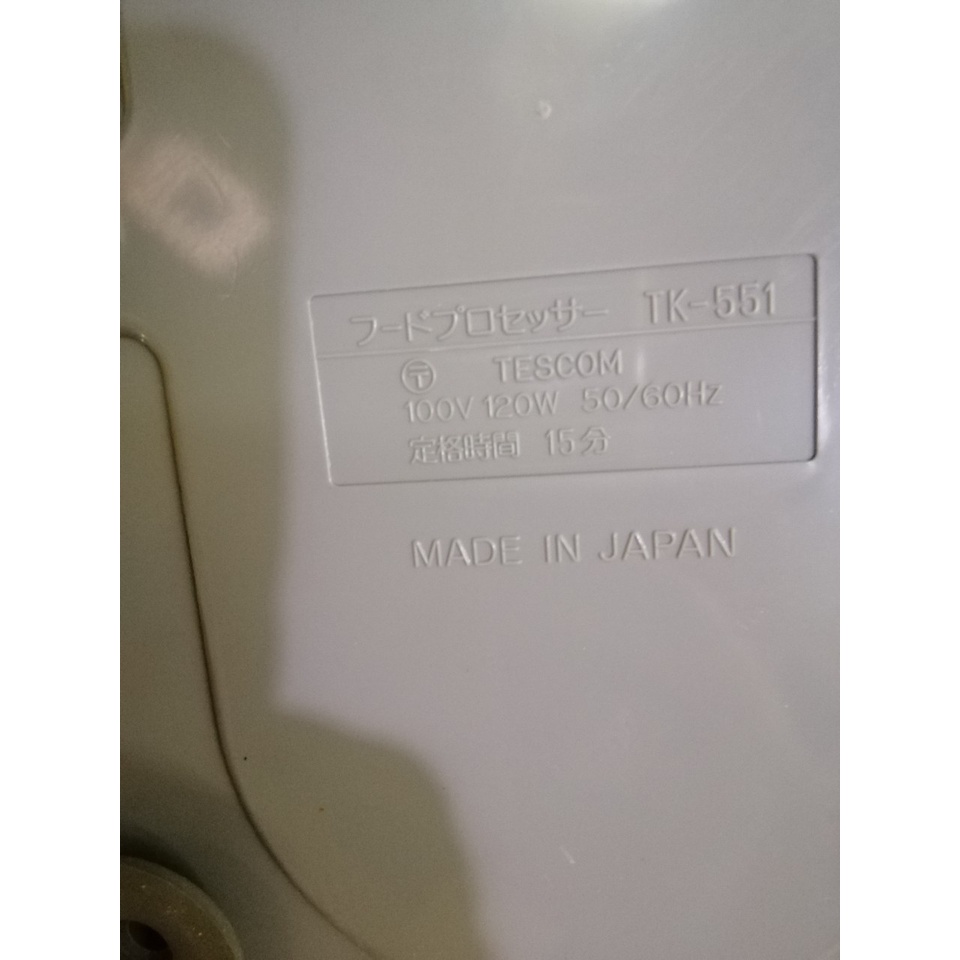 フードプロセッサー TK-551
〶 TESCOM
100V 120W 50/60Hz
定格時間 15分
MADE IN JAPAN